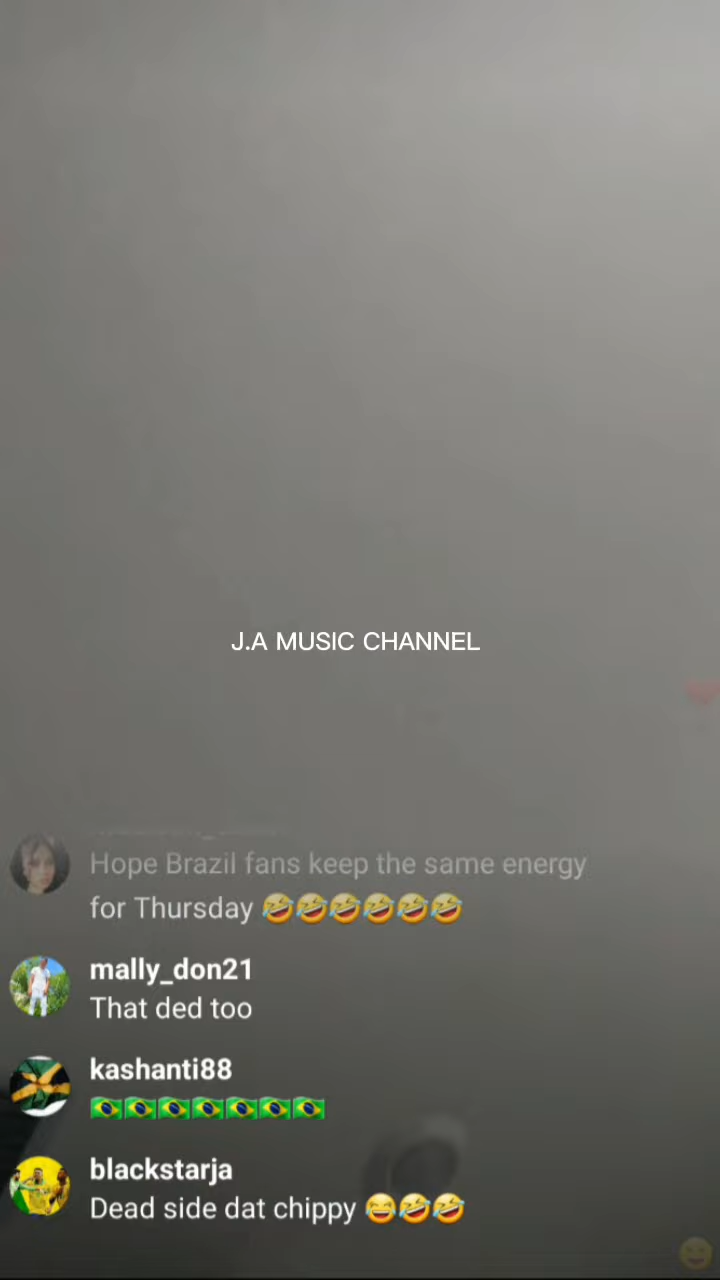 J.A MUSIC CHANNEL
Hope Brazil fans keep the same energy
for Thursday 🤣🤣🤣🤣🤣🤣
mally_don21
That ded too
kashanti88
🇧🇷🇧🇷🇧🇷🇧🇷🇧🇷🇧🇷🇧🇷
blackstarja
Dead side dat chippy 😂🤣🤣